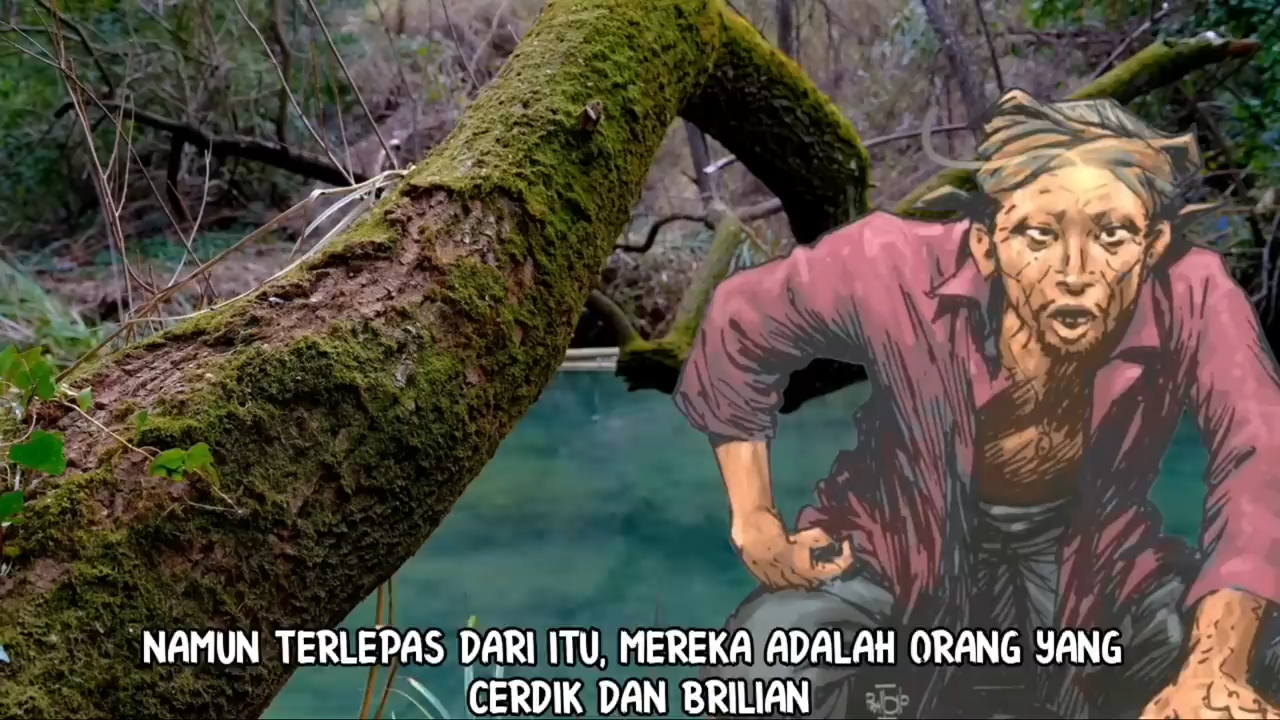 NAMUN TERLEPAS DARI ITU, MEREKA ADALAH ORANG YANG
CERDIK DAN BRILIAN